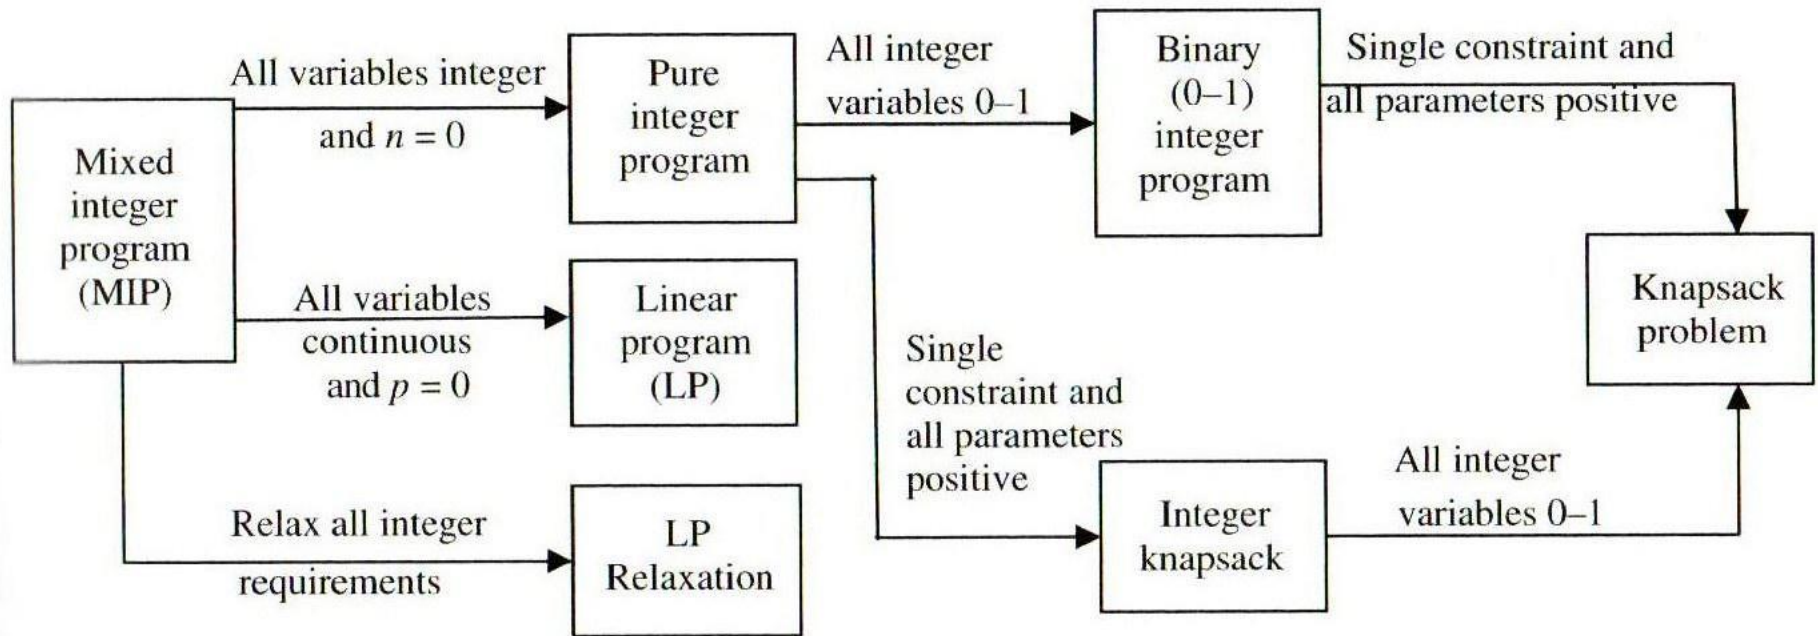 Mixed
integer
program
(MIP)
All variables integer
and n = 0
Pure
integer
program
All integer
variables 0–1
Binary
(0–1)
integer
program
Single constraint and
all parameters positive
All variables
continuous
and p = 0
Linear
program
(LP)
Single
constraint and
all parameters
positive
Knapsack
problem
Relax all integer
requirements
LP
Relaxation
Integer
knapsack
All integer
variables 0–1